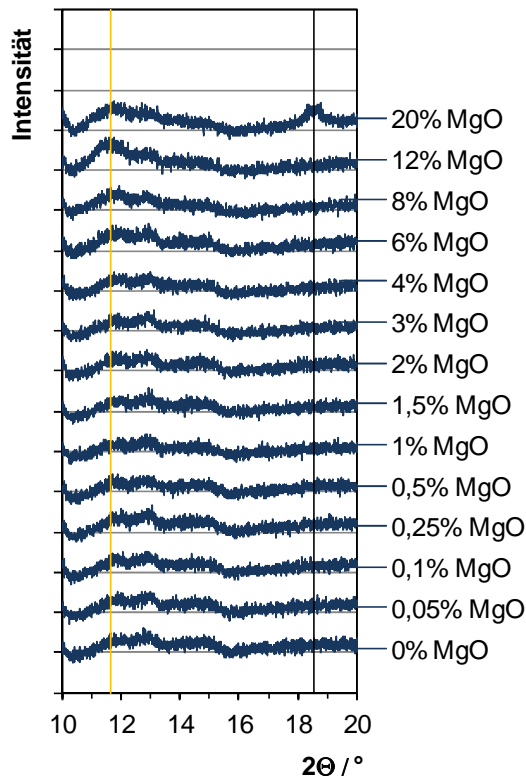 Intensität
20% MgO
12% MgO
8% MgO
6% MgO
4% MgO
3% MgO
2% MgO
1,5% MgO
1% MgO
0,5% MgO
0,25% MgO
0,1% MgO
0,05% MgO
0% MgO
10 12 14 16 18 20
2Θ / °